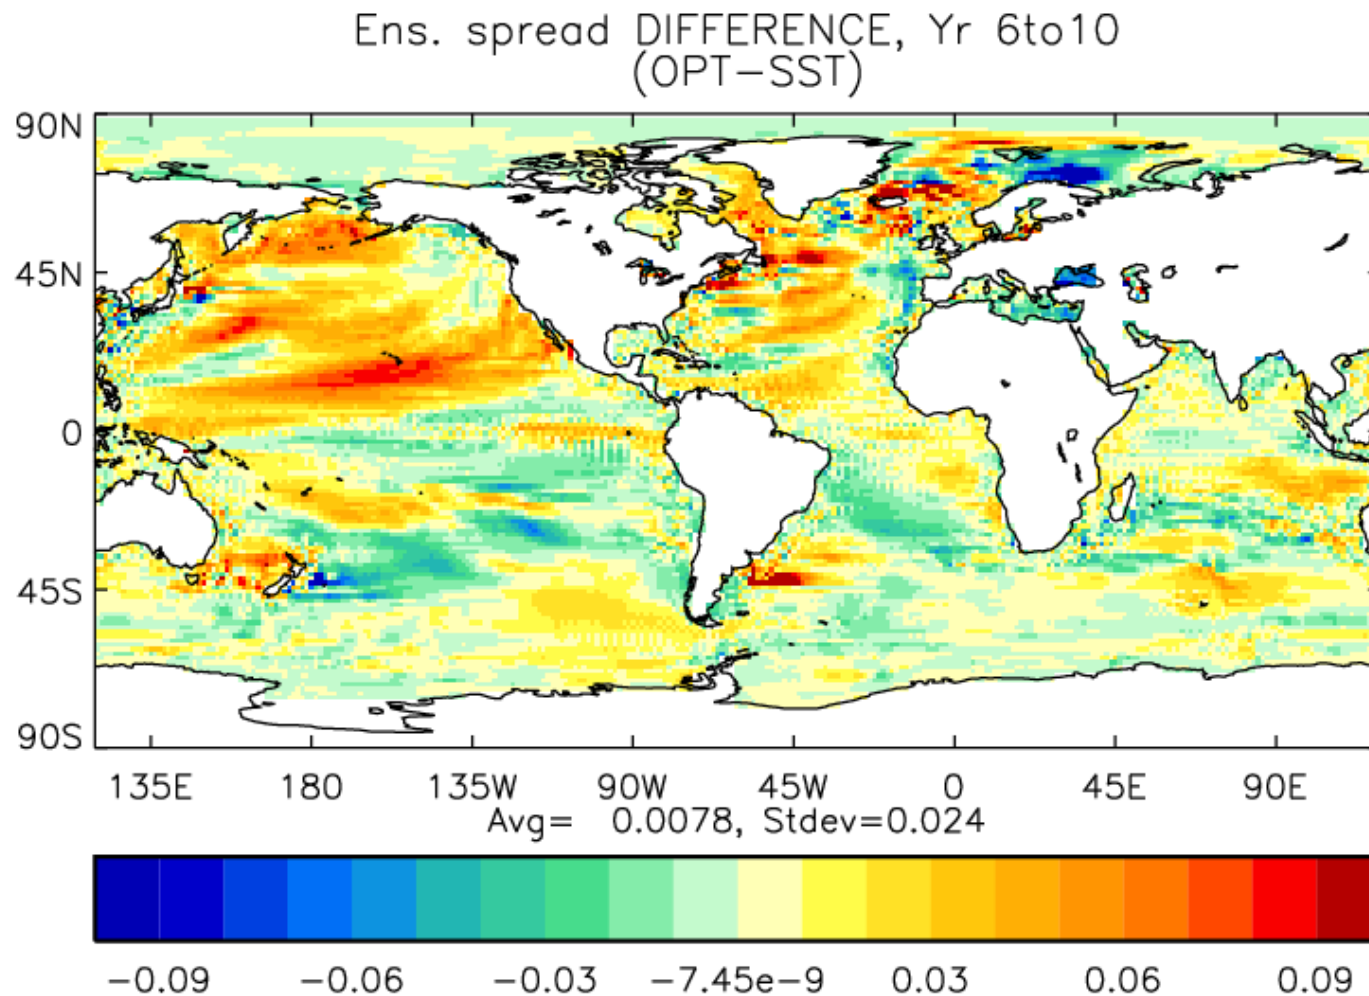 Ens. spread DIFFERENCE, Yr 6to10
(OPT-SST)
90N
45N
0
45S
90S
135E 180 135W 90W 45W 0 45E 90E
Avg= 0.0078, Stdev=0.024
-0.09 -0.06 -0.03 -7.45e-9 0.03 0.06 0.09